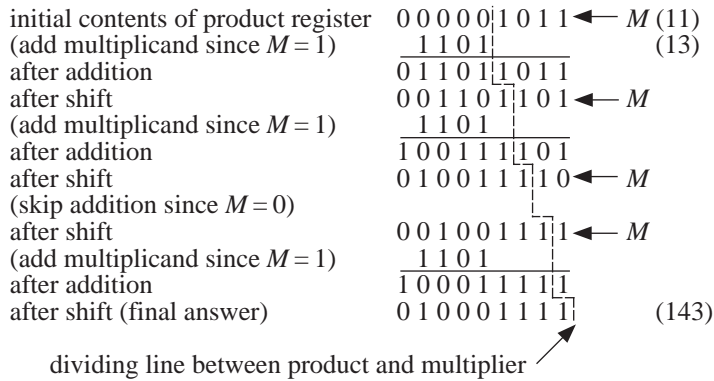 initial contents of product register 0 0 0 0 0 1 0 1 1 M (11)
(add multiplicand since M = 1) 1 1 0 1 (13)
after addition 0 1 1 0 1 1 0 1 1
after shift 0 0 1 1 0 1 1 0 1 M
(add multiplicand since M = 1) 1 1 0 1
after addition 1 0 0 1 1 1 1 0 1
after shift 0 1 0 0 1 1 1 1 0 M
(skip addition since M = 0)
after shift 0 0 1 0 0 1 1 1 1 M
(add multiplicand since M = 1) 1 1 0 1
after addition 1 0 0 0 1 1 1 1 1
after shift (final answer) 0 1 0 0 0 1 1 1 1 (143)
dividing line between product and multiplier